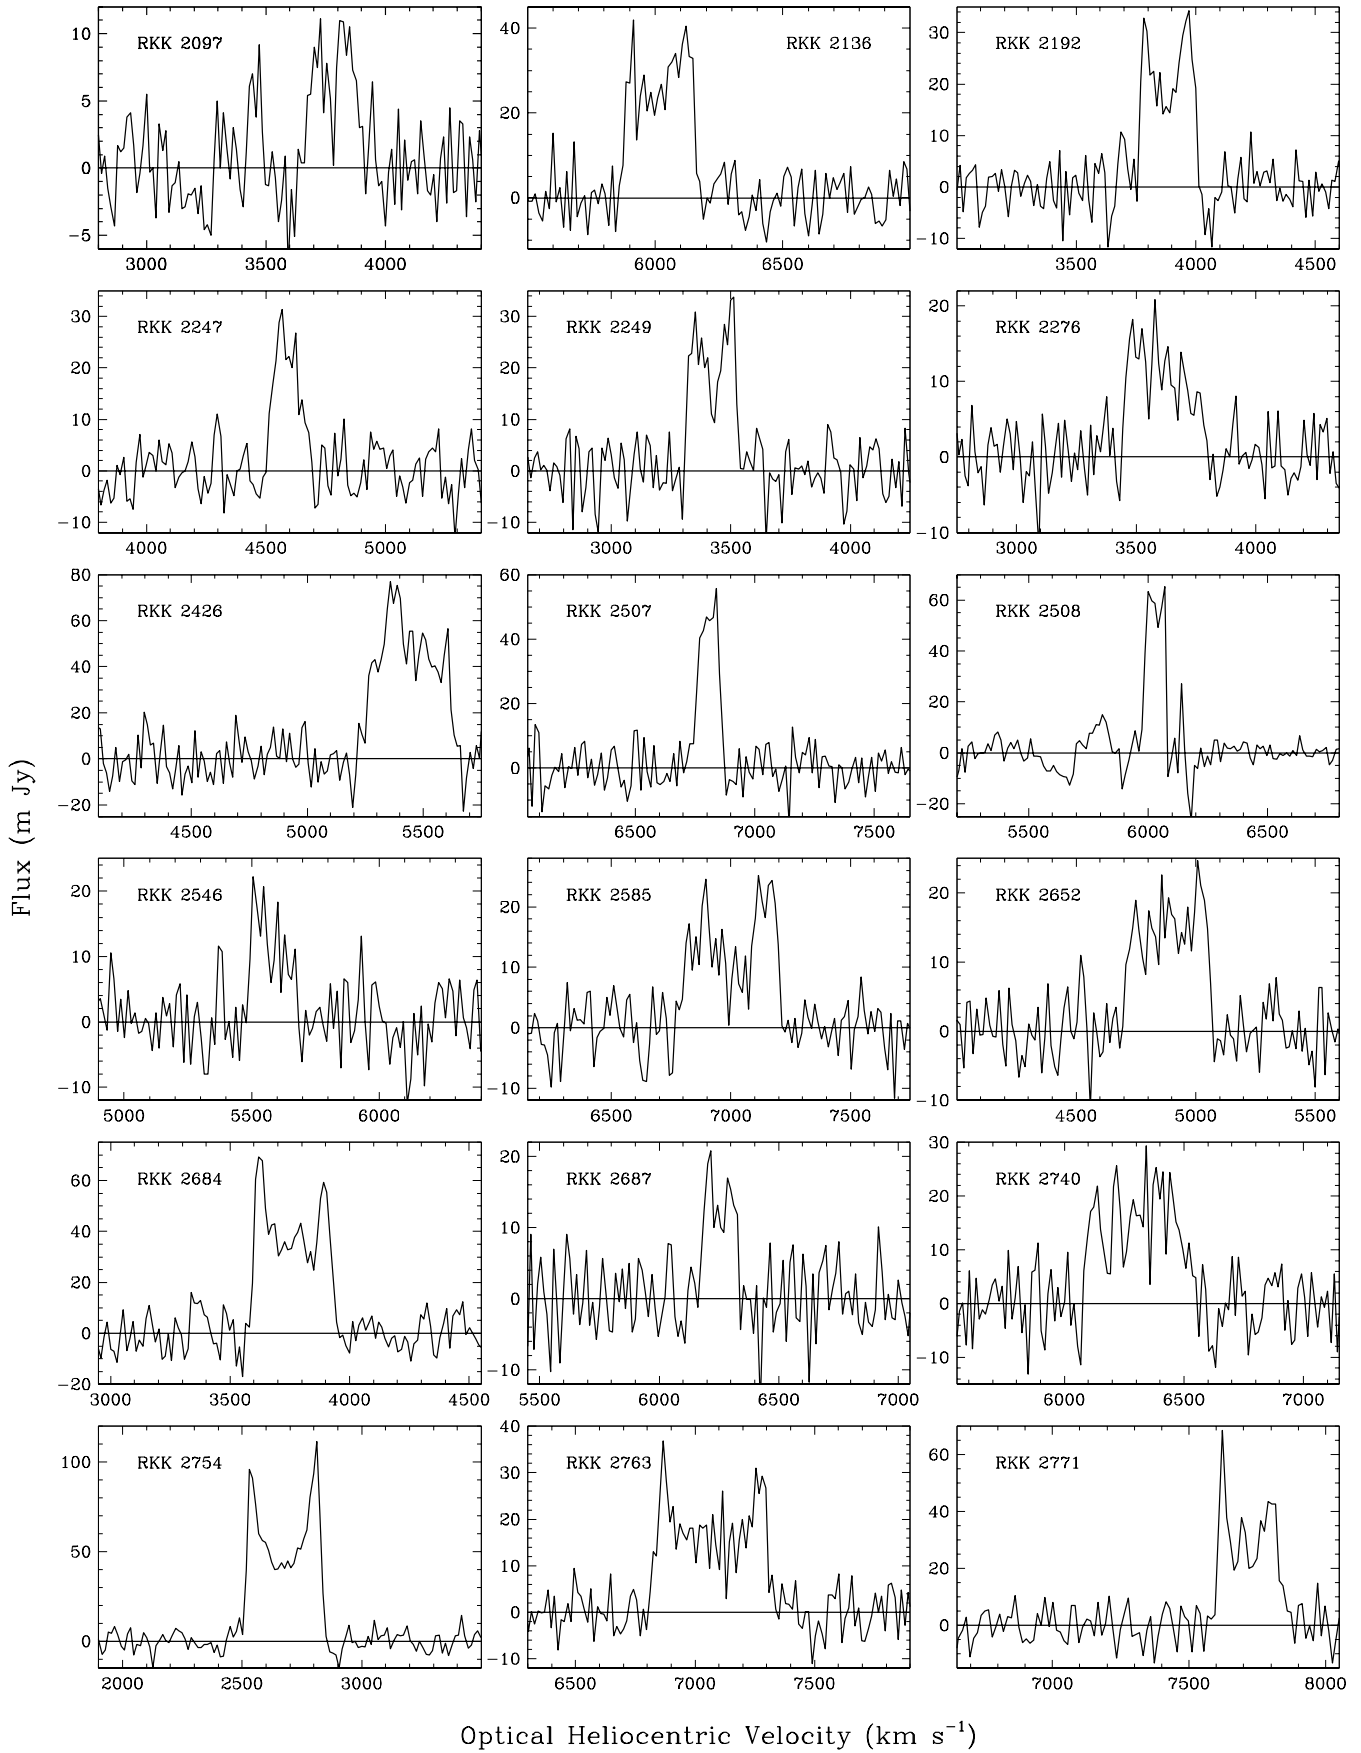 RKK 2097
10
5
0
−5
3000 3500 4000
RKK 2136
40
20
0
6000 6500
RKK 2192
30
20
10
0
−10
3500 4000 4500
RKK 2247
30
20
10
0
−10
4000 4500 5000
RKK 2249
30
20
10
0
−10
3000 3500 4000
RKK 2276
20
10
0
−10
3000 3500 4000
RKK 2426
80
60
40
20
0
−20
4500 5000 5500
RKK 2507
60
40
20
0
6500 7000 7500
RKK 2508
60
40
20
0
−20
5500 6000 6500
Flux (m Jy)
RKK 2546
20
10
0
−10
5000 5500 6000
RKK 2585
20
10
0
−10
6500 7000 7500
RKK 2652
20
10
0
−10
4500 5000 5500
RKK 2684
60
40
20
0
−20
3000 3500 4000 4500
RKK 2687
20
10
0
−10
5500 6000 6500 7000
RKK 2740
30
20
10
0
−10
6000 6500 7000
RKK 2754
100
50
0
2000 2500 3000
RKK 2763
40
30
20
10
0
−10
6500 7000 7500
RKK 2771
60
40
20
0
7000 7500 8000
Optical Heliocentric Velocity (km s⁻¹)